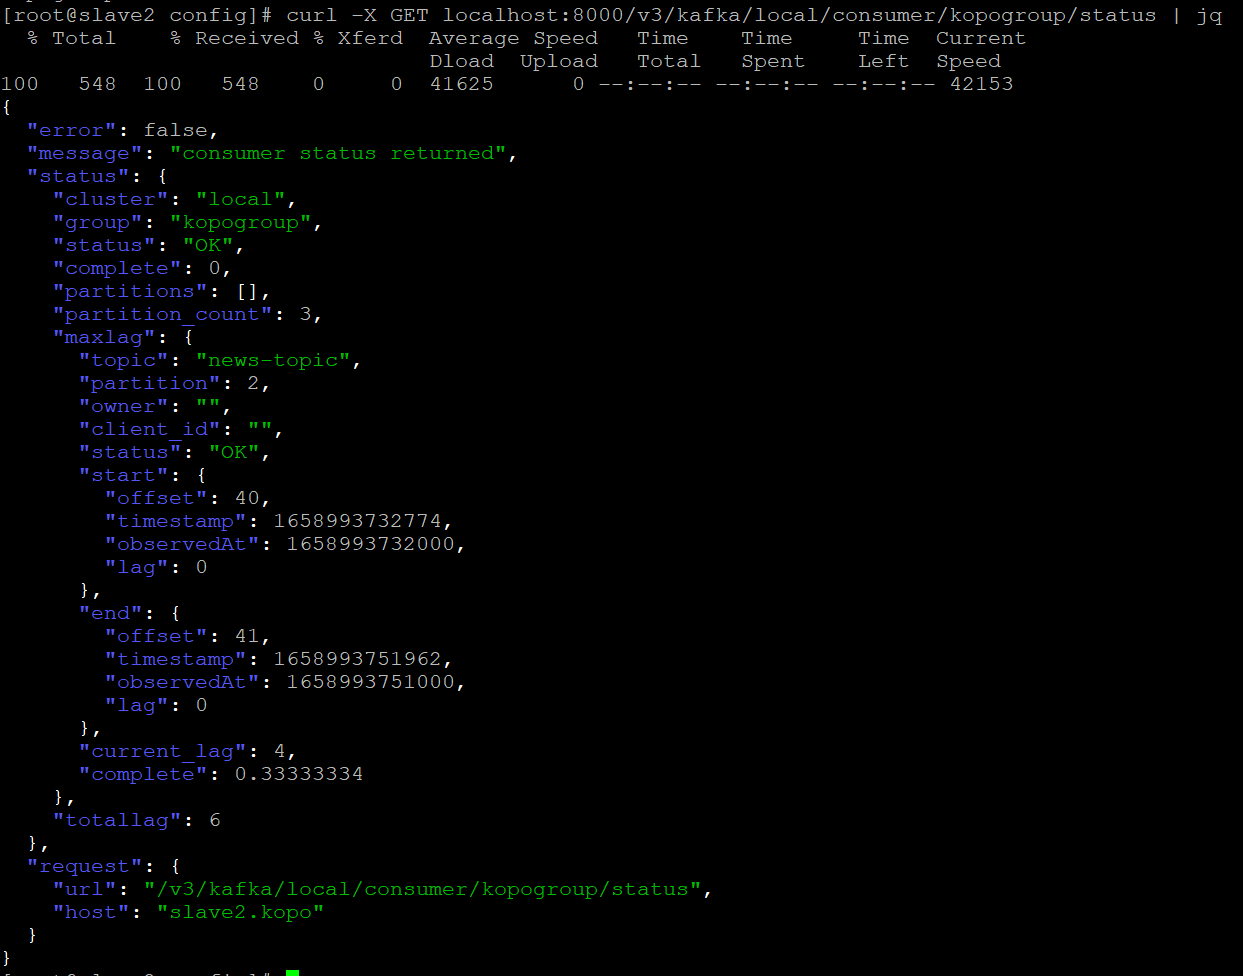 [root@slave2 config]# curl -X GET localhost:8000/v3/kafka/local/consumer/kopogroup/status | jq
  % Total    % Received % Xferd  Average Speed   Time    Time     Time  Current
                                 Dload  Upload   Total   Spent    Left  Speed
100   548  100   548    0     0  41625      0 --:--:-- --:--:-- --:--:-- 42153
{
  "error": false,
  "message": "consumer status returned",
  "status": {
    "cluster": "local",
    "group": "kopogroup",
    "status": "OK",
    "complete": 0,
    "partitions": [],
    "partition_count": 3,
    "maxlag": {
      "topic": "news-topic",
      "partition": 2,
      "owner": "",
      "client_id": "",
      "status": "OK",
      "start": {
        "offset": 40,
        "timestamp": 1658993732774,
        "observedAt": 1658993732000,
        "lag": 0
      },
      "end": {
        "offset": 41,
        "timestamp": 1658993751962,
        "observedAt": 1658993751000,
        "lag": 0
      },
      "current_lag": 4,
      "complete": 0.33333334
    },
    "totallag": 6
  },
  "request": {
    "url": "/v3/kafka/local/consumer/kopogroup/status",
    "host": "slave2.kopo"
  }
}